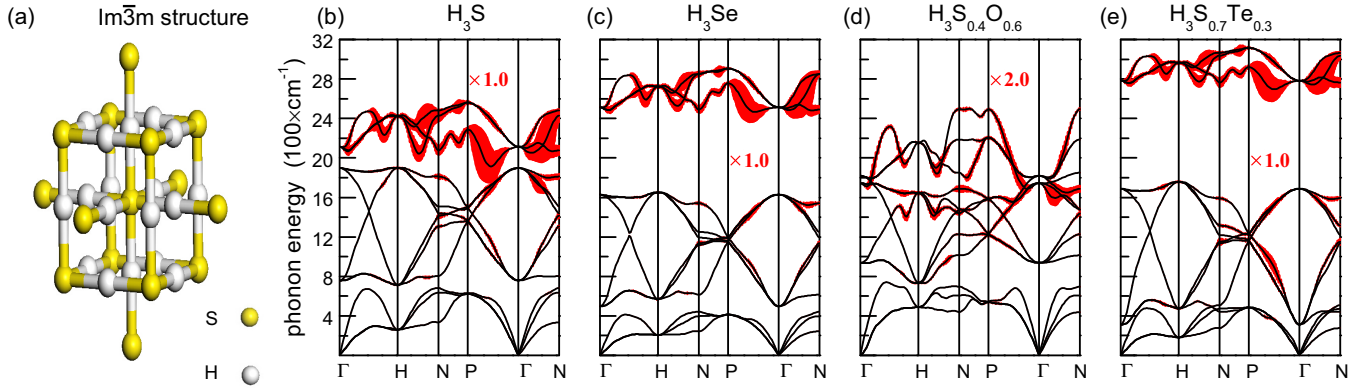 (a) Im3̄m structure
S
H
(b) H₃S
phonon energy (100×cm⁻¹)
32
28
24
20
16
12
8
4
×1.0
Γ H N P Γ N
(c) H₃Se
×1.0
Γ H N P Γ N
(d) H₃S₀.₄O₀.₆
×2.0
Γ H N P Γ N
(e) H₃S₀.₇Te₀.₃
×1.0
Γ H N P Γ N